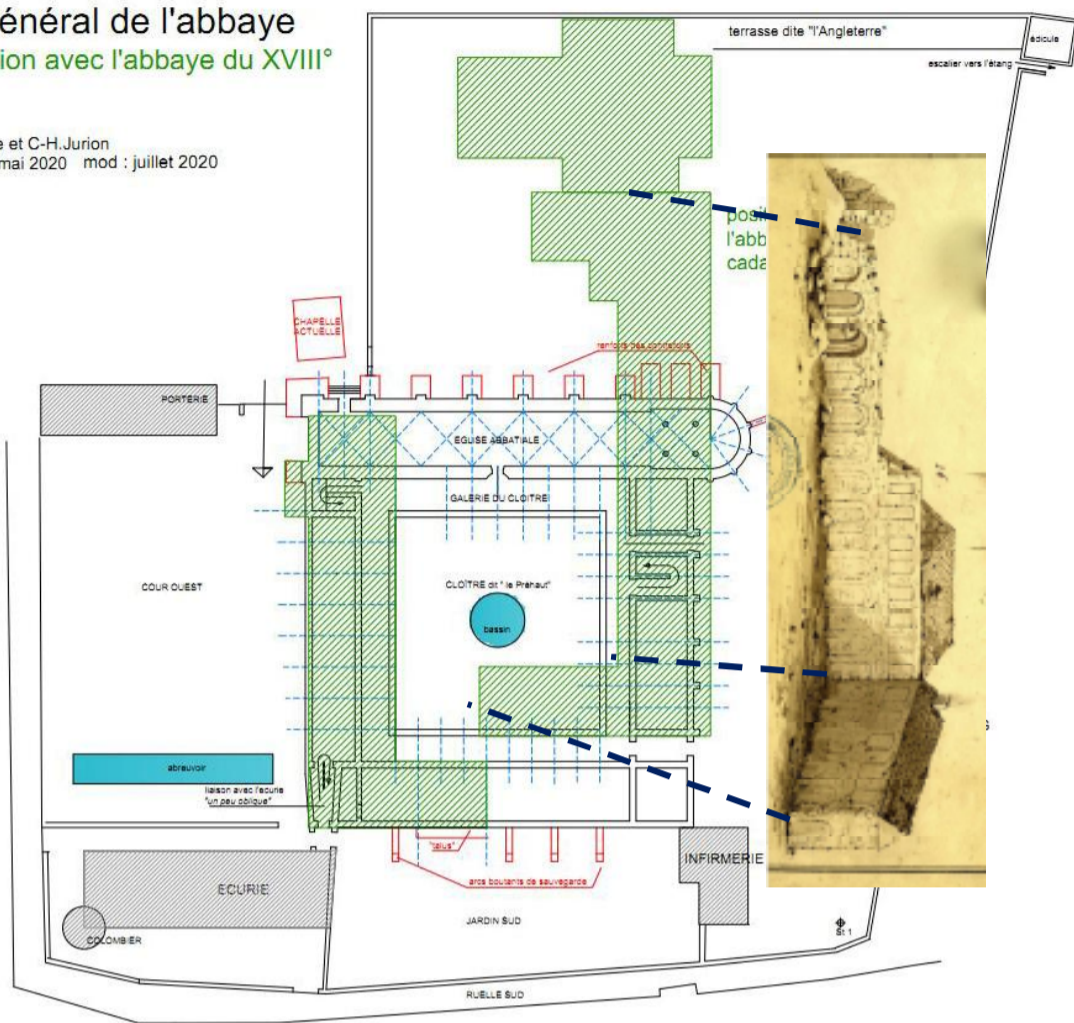 énéral de l'abbaye
ion avec l'abbaye du XVIII°
e et C-H.Jurion
mai 2020 mod : juillet 2020
terrasse dite "l'Angleterre"
édicule
escalier vers l'étang
posi
l'abb
cada
CHAPELLE
ACTUELLE
renforts des contreforts
PORTERIE
EGLISE ABBATIALE
GALERIE DU CLOITRE
COUR OUEST
CLOÎTRE dit " le Préhaut"
bassin
abreuvoir
liaison avec l'écurie
"un peu oblique"
"talus"
arcs boutants de sauvegarde
INFIRMERIE
ECURIE
COLOMBIER
JARDIN SUD
St 1
RUELLE SUD